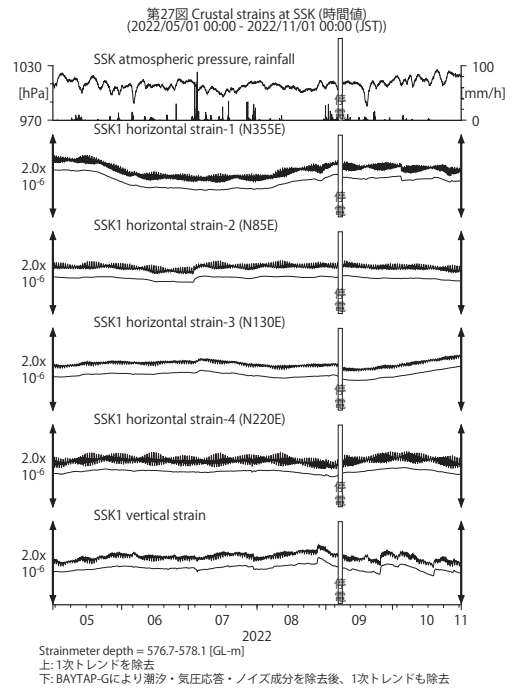 第27図 Crustal strains at SSK (時間値)
(2022/05/01 00:00 - 2022/11/01 00:00 (JST))
SSK atmospheric pressure, rainfall
1030
[hPa]
970
100
[mm/h]
0
停電
SSK1 horizontal strain-1 (N355E)
2.0x
10-6
停電
SSK1 horizontal strain-2 (N85E)
2.0x
10-6
停電
SSK1 horizontal strain-3 (N130E)
2.0x
10-6
停電
SSK1 horizontal strain-4 (N220E)
2.0x
10-6
停電
SSK1 vertical strain
2.0x
10-6
停電
05 06 07 08 09 10 11
2022
Strainmeter depth = 576.7-578.1 [GL-m]
上: 1次トレンドを除去
下: BAYTAP-Gにより潮汐・気圧応答・ノイズ成分を除去後、1次トレンドも除去